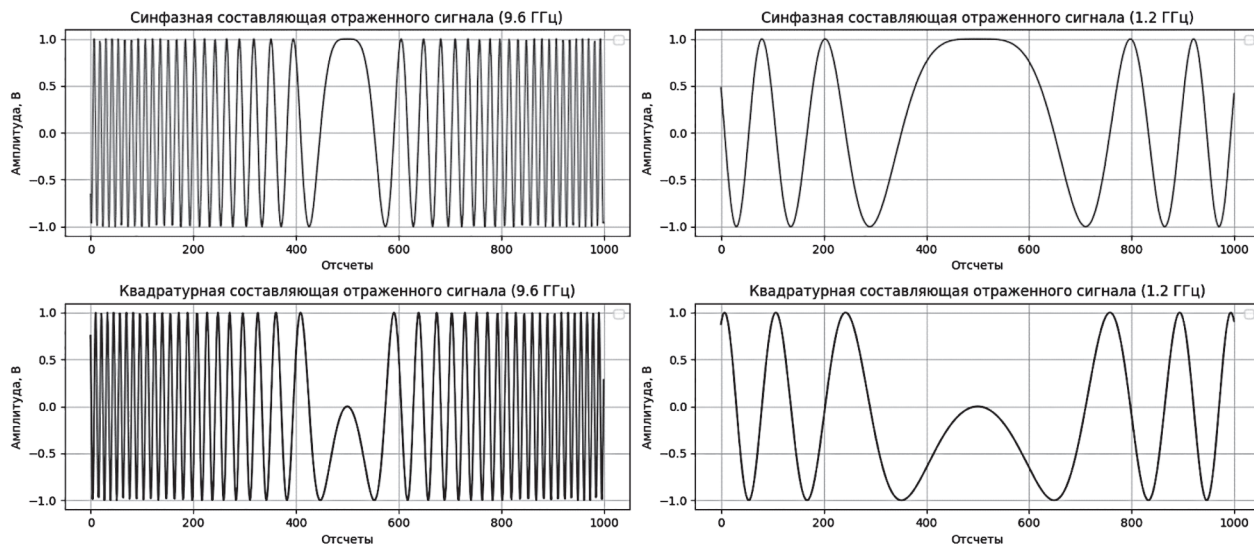 Синфазная составляющая отраженного сигнала (9.6 ГГц)
Амплитуда, В
1.0
0.5
0.0
−0.5
−1.0
0 200 400 600 800 1000
Отсчеты
Синфазная составляющая отраженного сигнала (1.2 ГГц)
Амплитуда, В
1.0
0.5
0.0
−0.5
−1.0
0 200 400 600 800 1000
Отсчеты
Квадратурная составляющая отраженного сигнала (9.6 ГГц)
Амплитуда, В
1.0
0.5
0.0
−0.5
−1.0
0 200 400 600 800 1000
Отсчеты
Квадратурная составляющая отраженного сигнала (1.2 ГГц)
Амплитуда, В
1.0
0.5
0.0
−0.5
−1.0
0 200 400 600 800 1000
Отсчеты